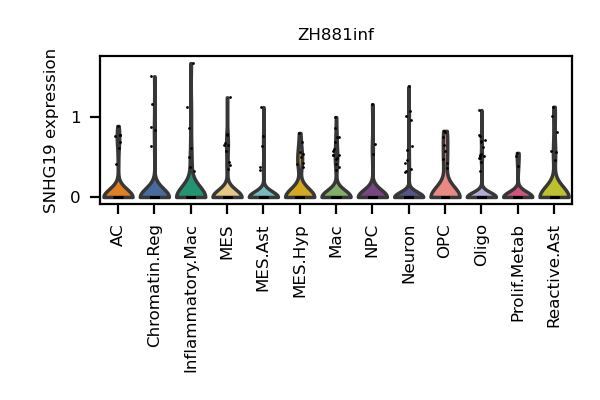 ZH881inf
SNHG19 expression
1
0
AC
Chromatin.Reg
Inflammatory.Mac
MES
MES.Ast
MES.Hyp
Mac
NPC
Neuron
OPC
Oligo
Prolif.Metab
Reactive.Ast